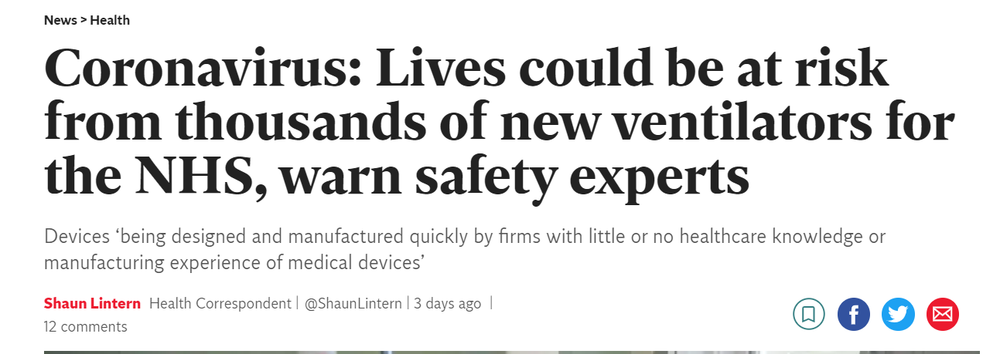 News > Health
Coronavirus: Lives could be at risk
from thousands of new ventilators for
the NHS, warn safety experts
Devices ‘being designed and manufactured quickly by firms with little or no healthcare knowledge or
manufacturing experience of medical devices’
Shaun Lintern Health Correspondent | @ShaunLintern | 3 days ago |
12 comments